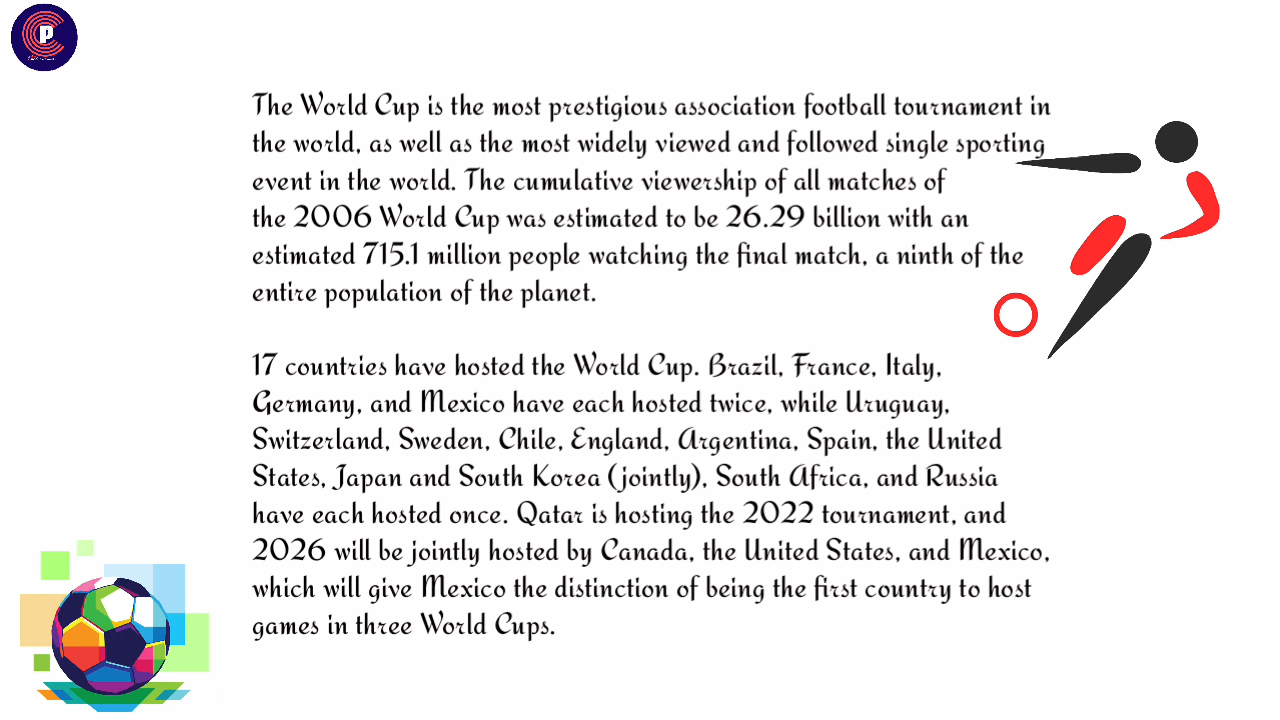 P
The World Cup is the most prestigious association football tournament in
the world, as well as the most widely viewed and followed single sporting
event in the world. The cumulative viewership of all matches of
the 2006 World Cup was estimated to be 26.29 billion with an
estimated 715.1 million people watching the final match, a ninth of the
entire population of the planet.
17 countries have hosted the World Cup. Brazil, France, Italy,
Germany, and Mexico have each hosted twice, while Uruguay,
Switzerland, Sweden, Chile, England, Argentina, Spain, the United
States, Japan and South Korea (jointly), South Africa, and Russia
have each hosted once. Qatar is hosting the 2022 tournament, and
2026 will be jointly hosted by Canada, the United States, and Mexico,
which will give Mexico the distinction of being the first country to host
games in three World Cups.